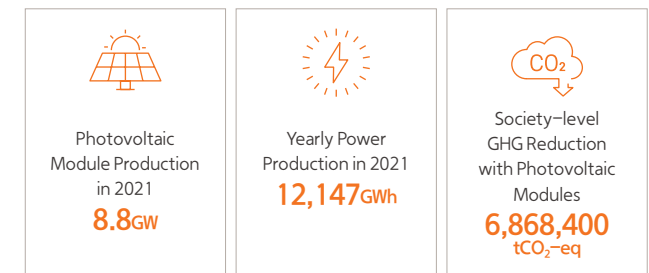 Photovoltaic
Module Production
in 2021
8.8GW
Yearly Power
Production in 2021
12,147GWh
CO₂
Society-level
GHG Reduction
with Photovoltaic
Modules
6,868,400
tCO₂-eq